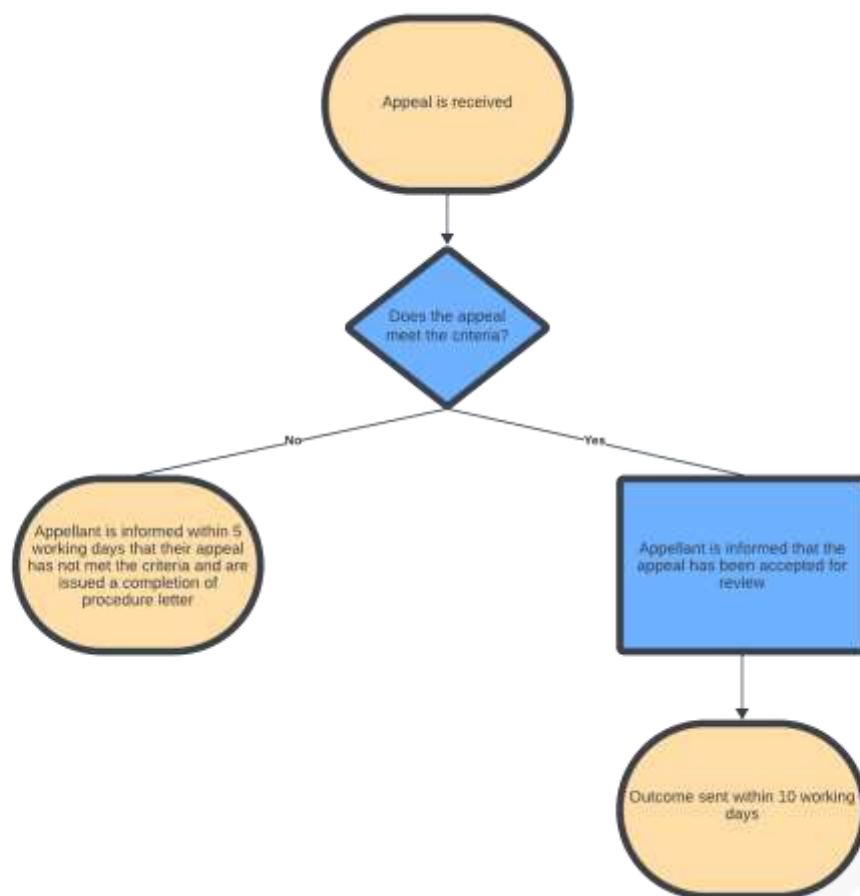 Appeal is received
Does the appeal
meet the criteria?
No
Yes
Appellant is informed within 5
working days that their appeal
has not met the criteria and are
issued a completion of
procedure letter
Appellant is informed that the
appeal has been accepted for
review
Outcome sent within 10 working
days